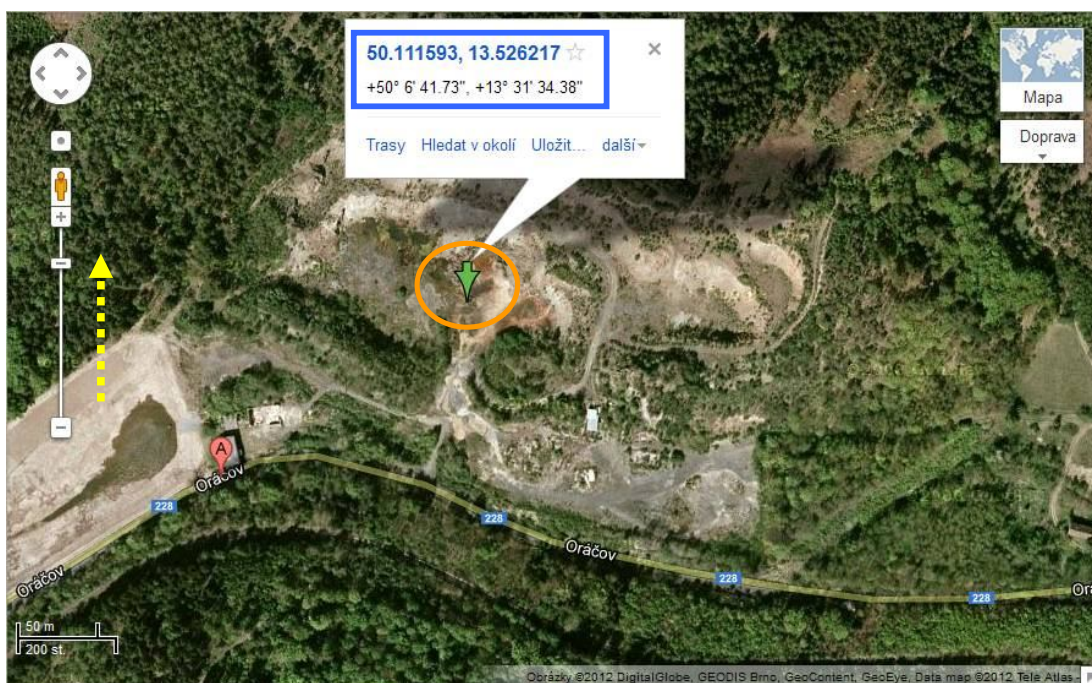 50.111593, 13.526217
+50° 6' 41.73", +13° 31' 34.38"
Trasy Hledat v okolí Uložit... další
Mapa
Doprava
A
Oráčov
228
228
Oráčov
228
Oráčov
228
Orá
50 m
200 st.
Obrázky ©2012 DigitalGlobe, GEODIS Brno, GeoContent, GeoEye, Data map ©2012 Tele Atlas -